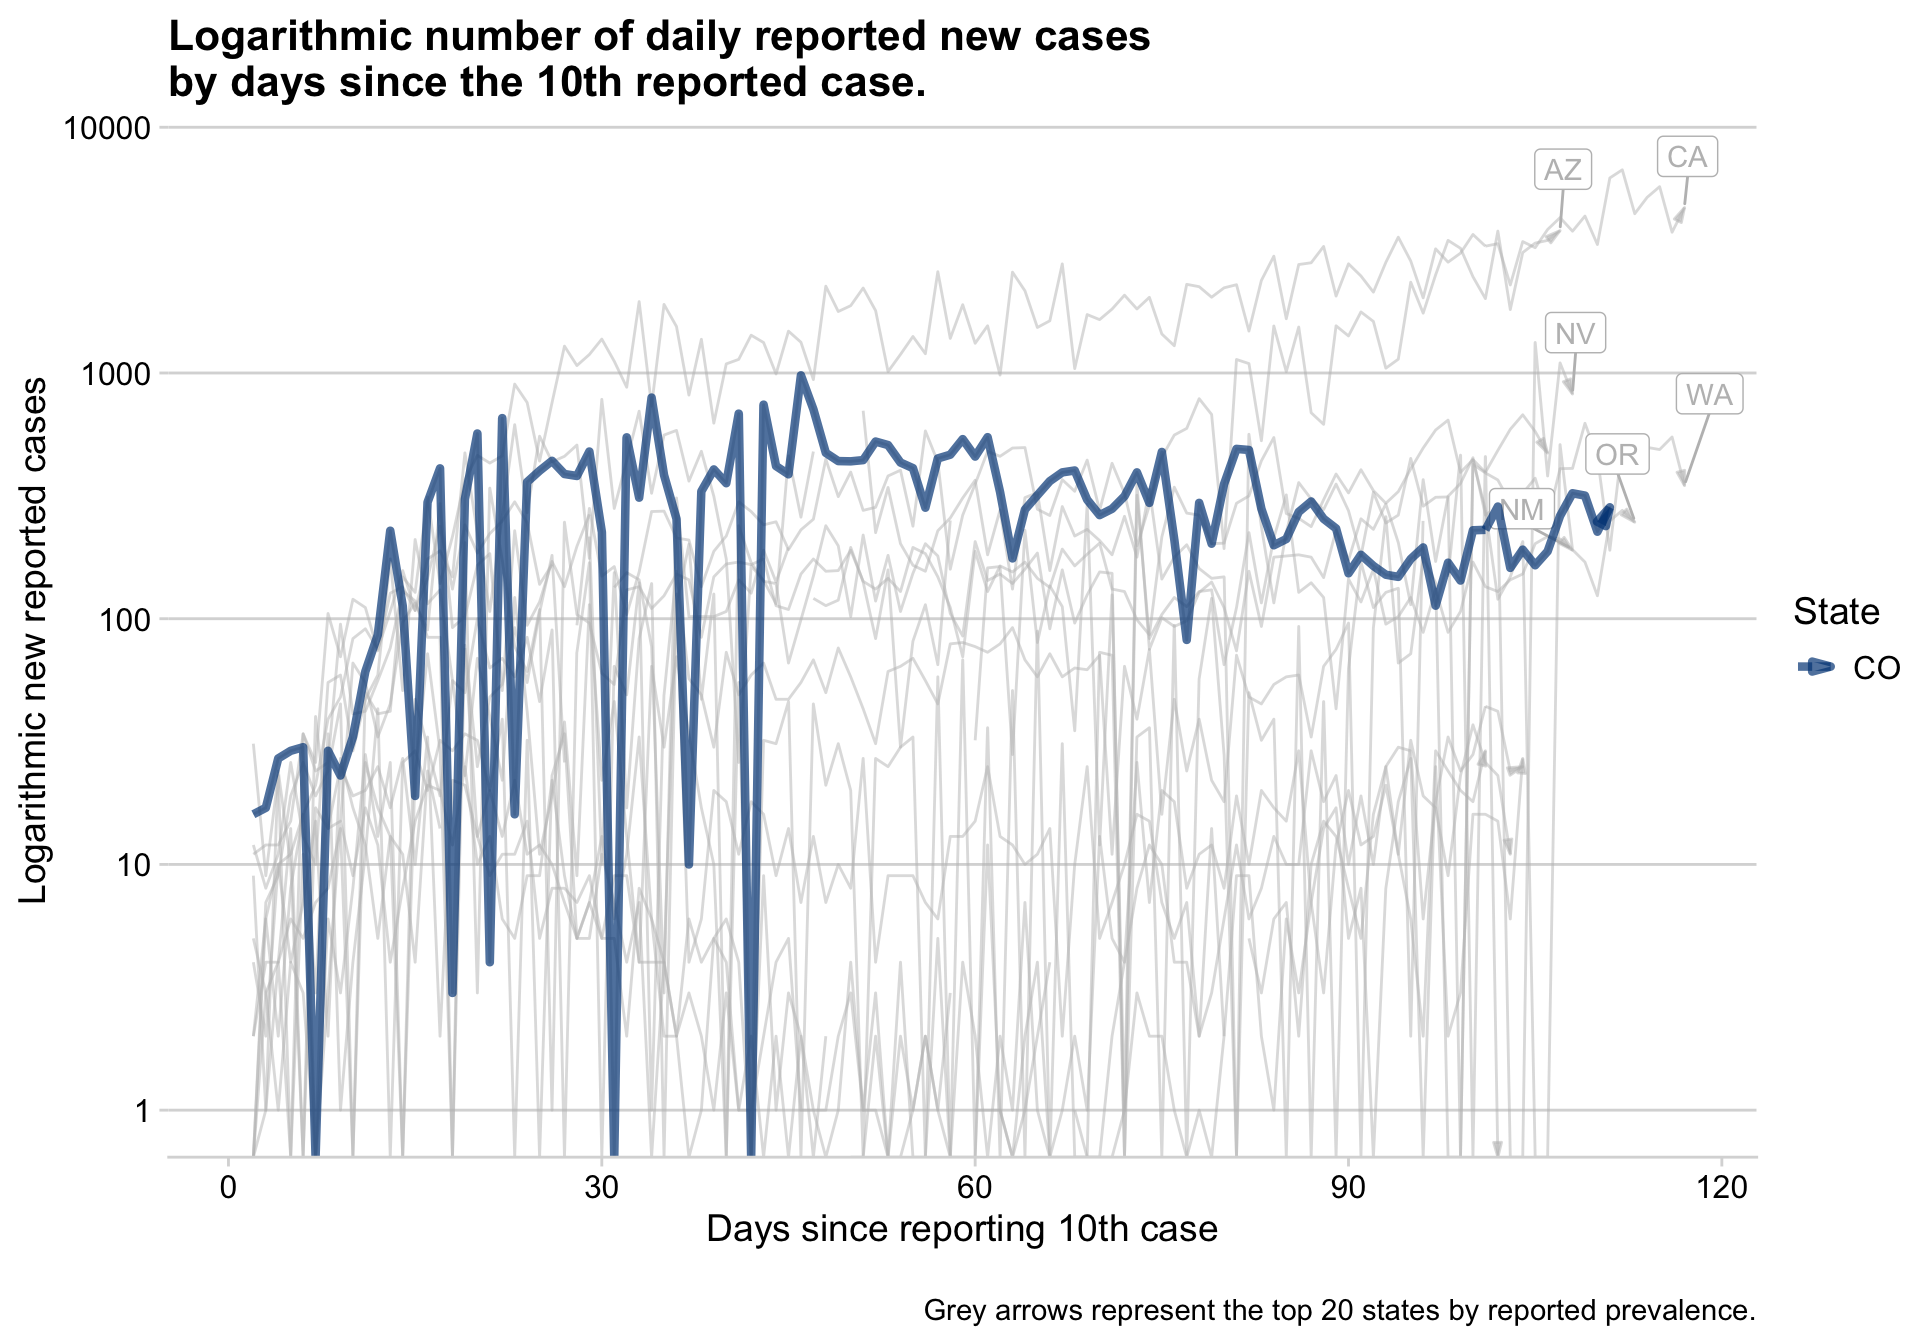 Logarithmic number of daily reported new cases
by days since the 10th reported case.
10000
1000
100
10
1
Logarithmic new reported cases
AZ
CA
NV
WA
OR
NM
State
CO
0
30
60
90
120
Days since reporting 10th case
Grey arrows represent the top 20 states by reported prevalence.